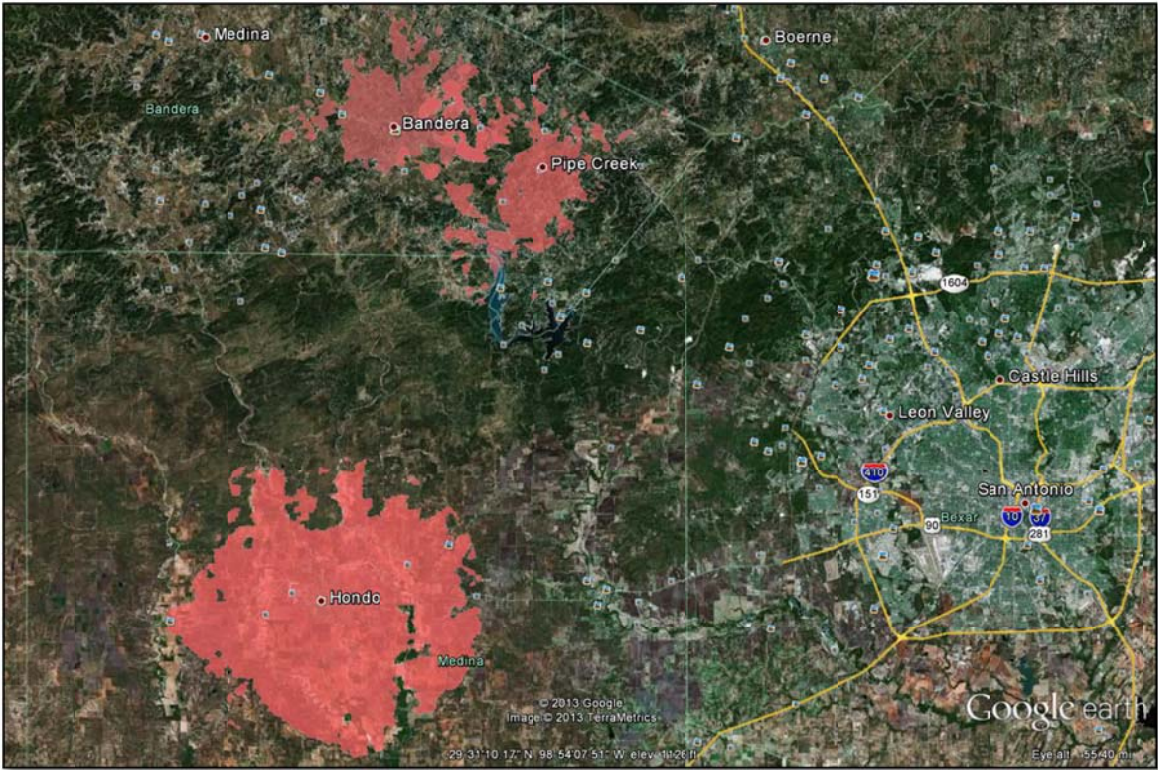 Medina
Boerne
Bandera
Bandera
Pipe Creek
1604
Castle Hills
Leon Valley
410
151
San Antonio
10
37
Bexar
90
281
Hondo
Medina
© 2013 Google
Image © 2013 TerraMetrics
Google earth
29°31'10.17" N 98°54'07.51" W elev 1126 ft
Eye alt 55.40 mi